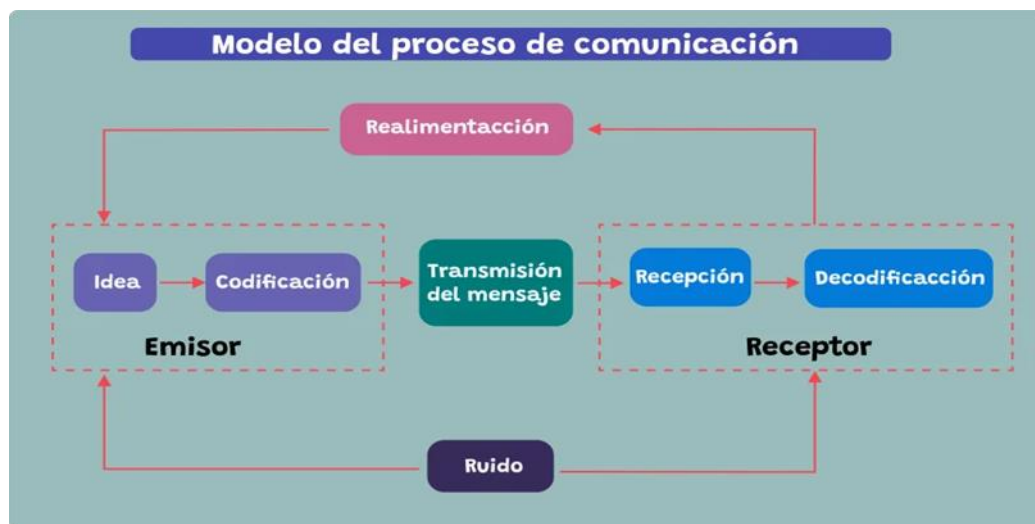 Modelo del proceso de comunicación
Realimentacción
Idea
Codificación
Emisor
Transmisión
del mensaje
Recepción
Decodificacción
Receptor
Ruido